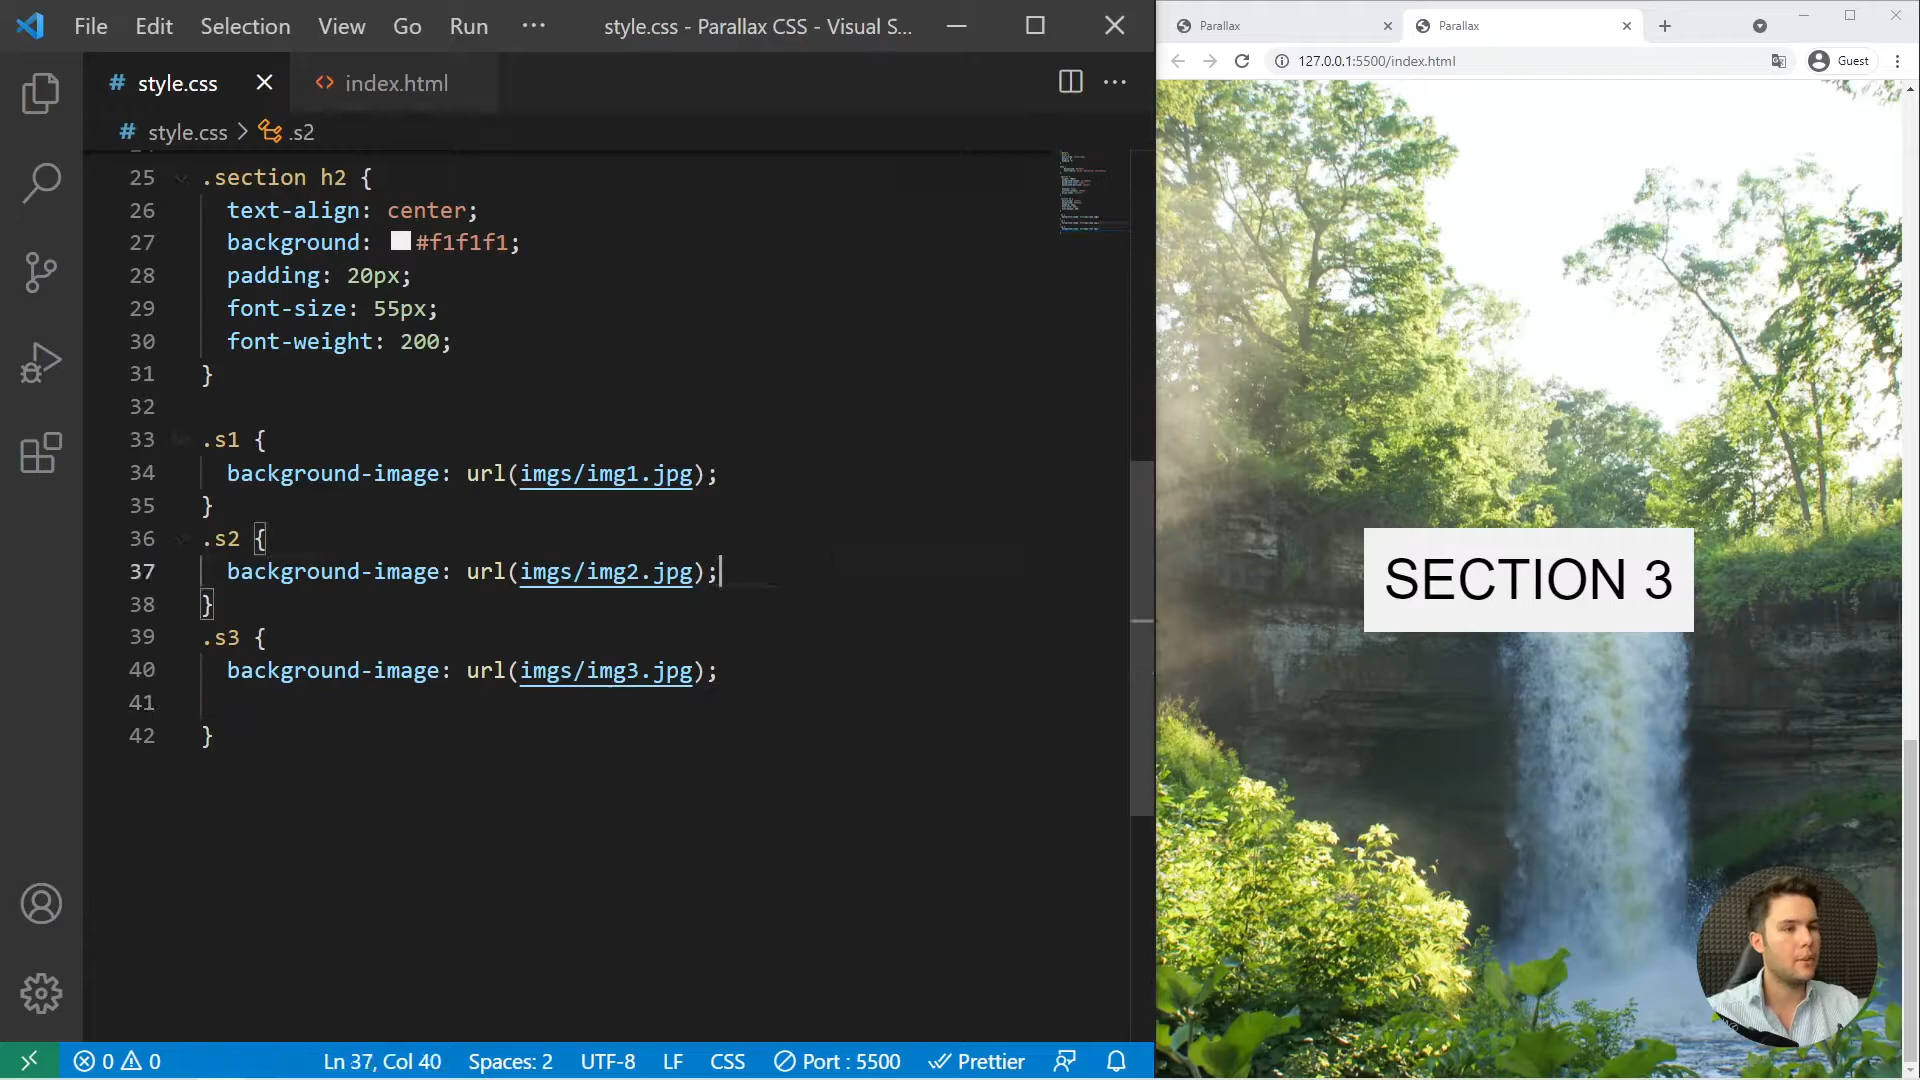 File Edit Selection View Go Run ··· style.css - Parallax CSS - Visual S...
# style.css index.html
# style.css > .s2
25 .section h2 {
26 text-align: center;
27 background: #f1f1f1;
28 padding: 20px;
29 font-size: 55px;
30 font-weight: 200;
31 }
32
33 .s1 {
34 background-image: url(imgs/img1.jpg);
35 }
36 .s2 {
37 background-image: url(imgs/img2.jpg);
38 }
39 .s3 {
40 background-image: url(imgs/img3.jpg);
41
42 }
0 0 Ln 37, Col 40 Spaces: 2 UTF-8 LF CSS Port : 5500 Prettier
Parallax Parallax
127.0.0.1:5500/index.html Guest
SECTION 3